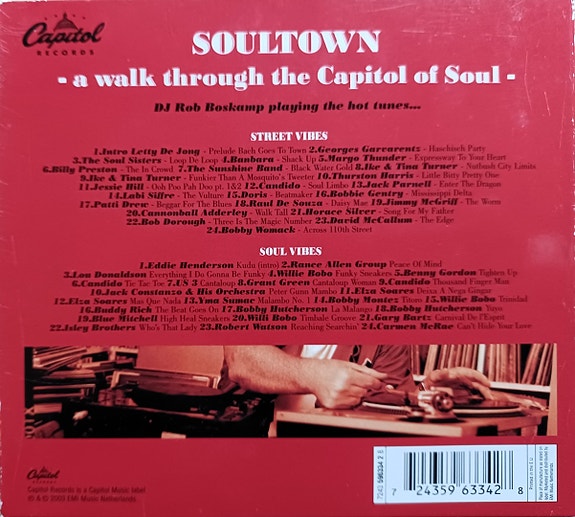 Capitol
RECORDS
SOULTOWN
- a walk through the Capitol of Soul -
DJ Rob Boskamp playing the hot tunes...
STREET VIBES
1.Intro Letty De Jong - Prelude Bach Goes To Town 2.Georges Garcarentz - Haschisch Party
3.The Soul Sisters - Loop De Loop 4.Banbara - Shack Up 5.Margo Thunder - Expressway To Your Heart
6.Billy Preston - The In Crowd 7.The Sunshine Band - Black Water Gold 8.Ike & Tina Turner - Nutbush City Limits
9.Ike & Tina Turner - Funkier Than A Mosquito's Tweeter 10.Thurston Harris - Little Bitty Pretty One
11.Jessie Hill - Ooh Poo Pah Doo pt. 1&2 12.Candido - Soul Limbo 13.Jack Parnell - Enter The Dragon
14.Labi Siffre - The Vulture 15.Doris - Beatmaker 16.Bobbie Gentry - Mississippi Delta
17.Patti Drew - Beggar For The Blues 18.Raul De Souza - Daisy Mae 19.Jimmy McGriff - The Worm
20.Cannonball Adderley - Walk Tall 21.Horace Silver - Song For My Father
22.Bob Dorough - Three Is The Magic Number 23.David McCallum - The Edge
24.Bobby Womack - Across 110th Street
SOUL VIBES
1.Eddie Henderson Kudu (intro) 2.Rance Allen Group Peace Of Mind
3.Lou Donaldson Everything I Do Gonna Be Funky 4.Willie Bobo Funky Sneakers 5.Benny Gordon Tighten Up
6.Candido Tic Tac Toe 7.US 3 Cantaloop 8.Grant Green Cantaloupe Woman 9.Candido Thousand Finger Man
10.Jack Constanzo & His Orchestra Peter Gunn Mambo 11.Elza Soares Deixa A Nega Gingar
12.Elza Soares Mas Que Nada 13.Yma Sumac Malambo No. 1 14.Bobby Montez Titoro 15.Willie Bobo Trinidad
16.Buddy Rich The Beat Goes On 17.Bobby Hutcherson La Malanga 18.Bobby Hutcherson Yuyo
19.Blue Mitchell High Heal Sneakers 20.Willi Bobo Timbale Groove 21.Gary Bartz Carnival De l'Esprit
22.Isley Brothers Who's That Lady 23.Robert Watson Reaching Searchin' 24.Carmen McRae Can't Hide Your Love
Capitol
RECORDS
Capitol Records is a Capitol Music label
℗ & © 2003 EMI Music Netherlands.
7243 596334 2 8
7 24359 63342 8
Printed in the E.U.